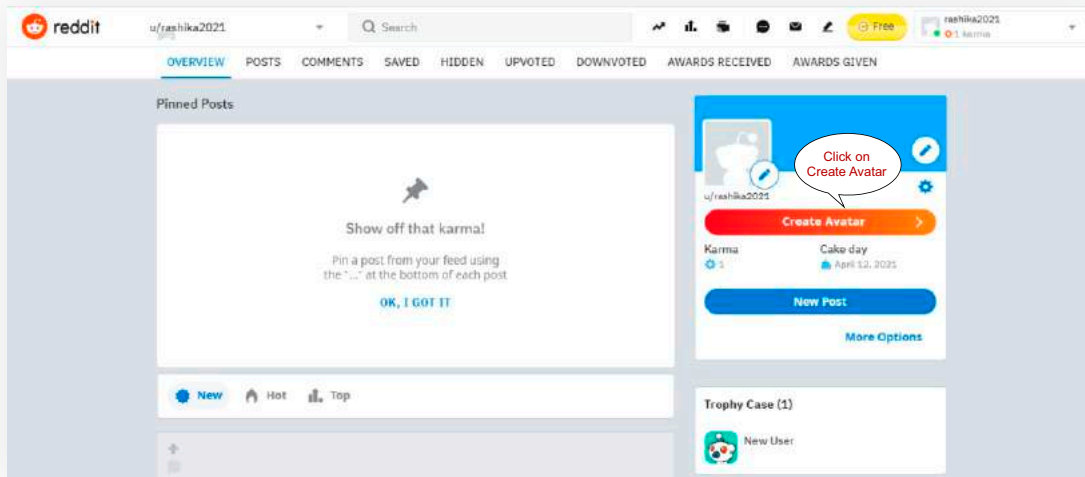 reddit
u/rashika2021
Search
Free
rashika2021
1 karma
OVERVIEW POSTS COMMENTS SAVED HIDDEN UPVOTED DOWNVOTED AWARDS RECEIVED AWARDS GIVEN
Pinned Posts
Show off that karma!
Pin a post from your feed using
the "..." at the bottom of each post
OK, I GOT IT
New Hot Top
Click on
Create Avatar
u/rashika2021
Create Avatar
Karma Cake day
1 April 12, 2021
New Post
More Options
Trophy Case (1)
New User